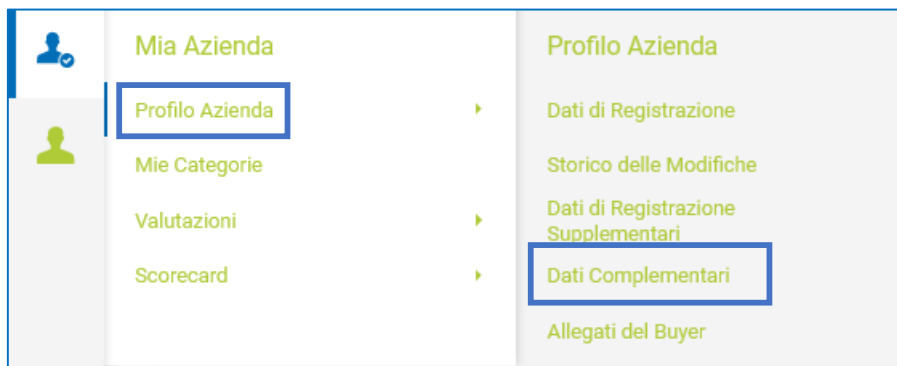 Mia Azienda
Profilo Azienda
Mie Categorie
Valutazioni
Scorecard
Profilo Azienda
Dati di Registrazione
Storico delle Modifiche
Dati di Registrazione
Supplementari
Dati Complementari
Allegati del Buyer